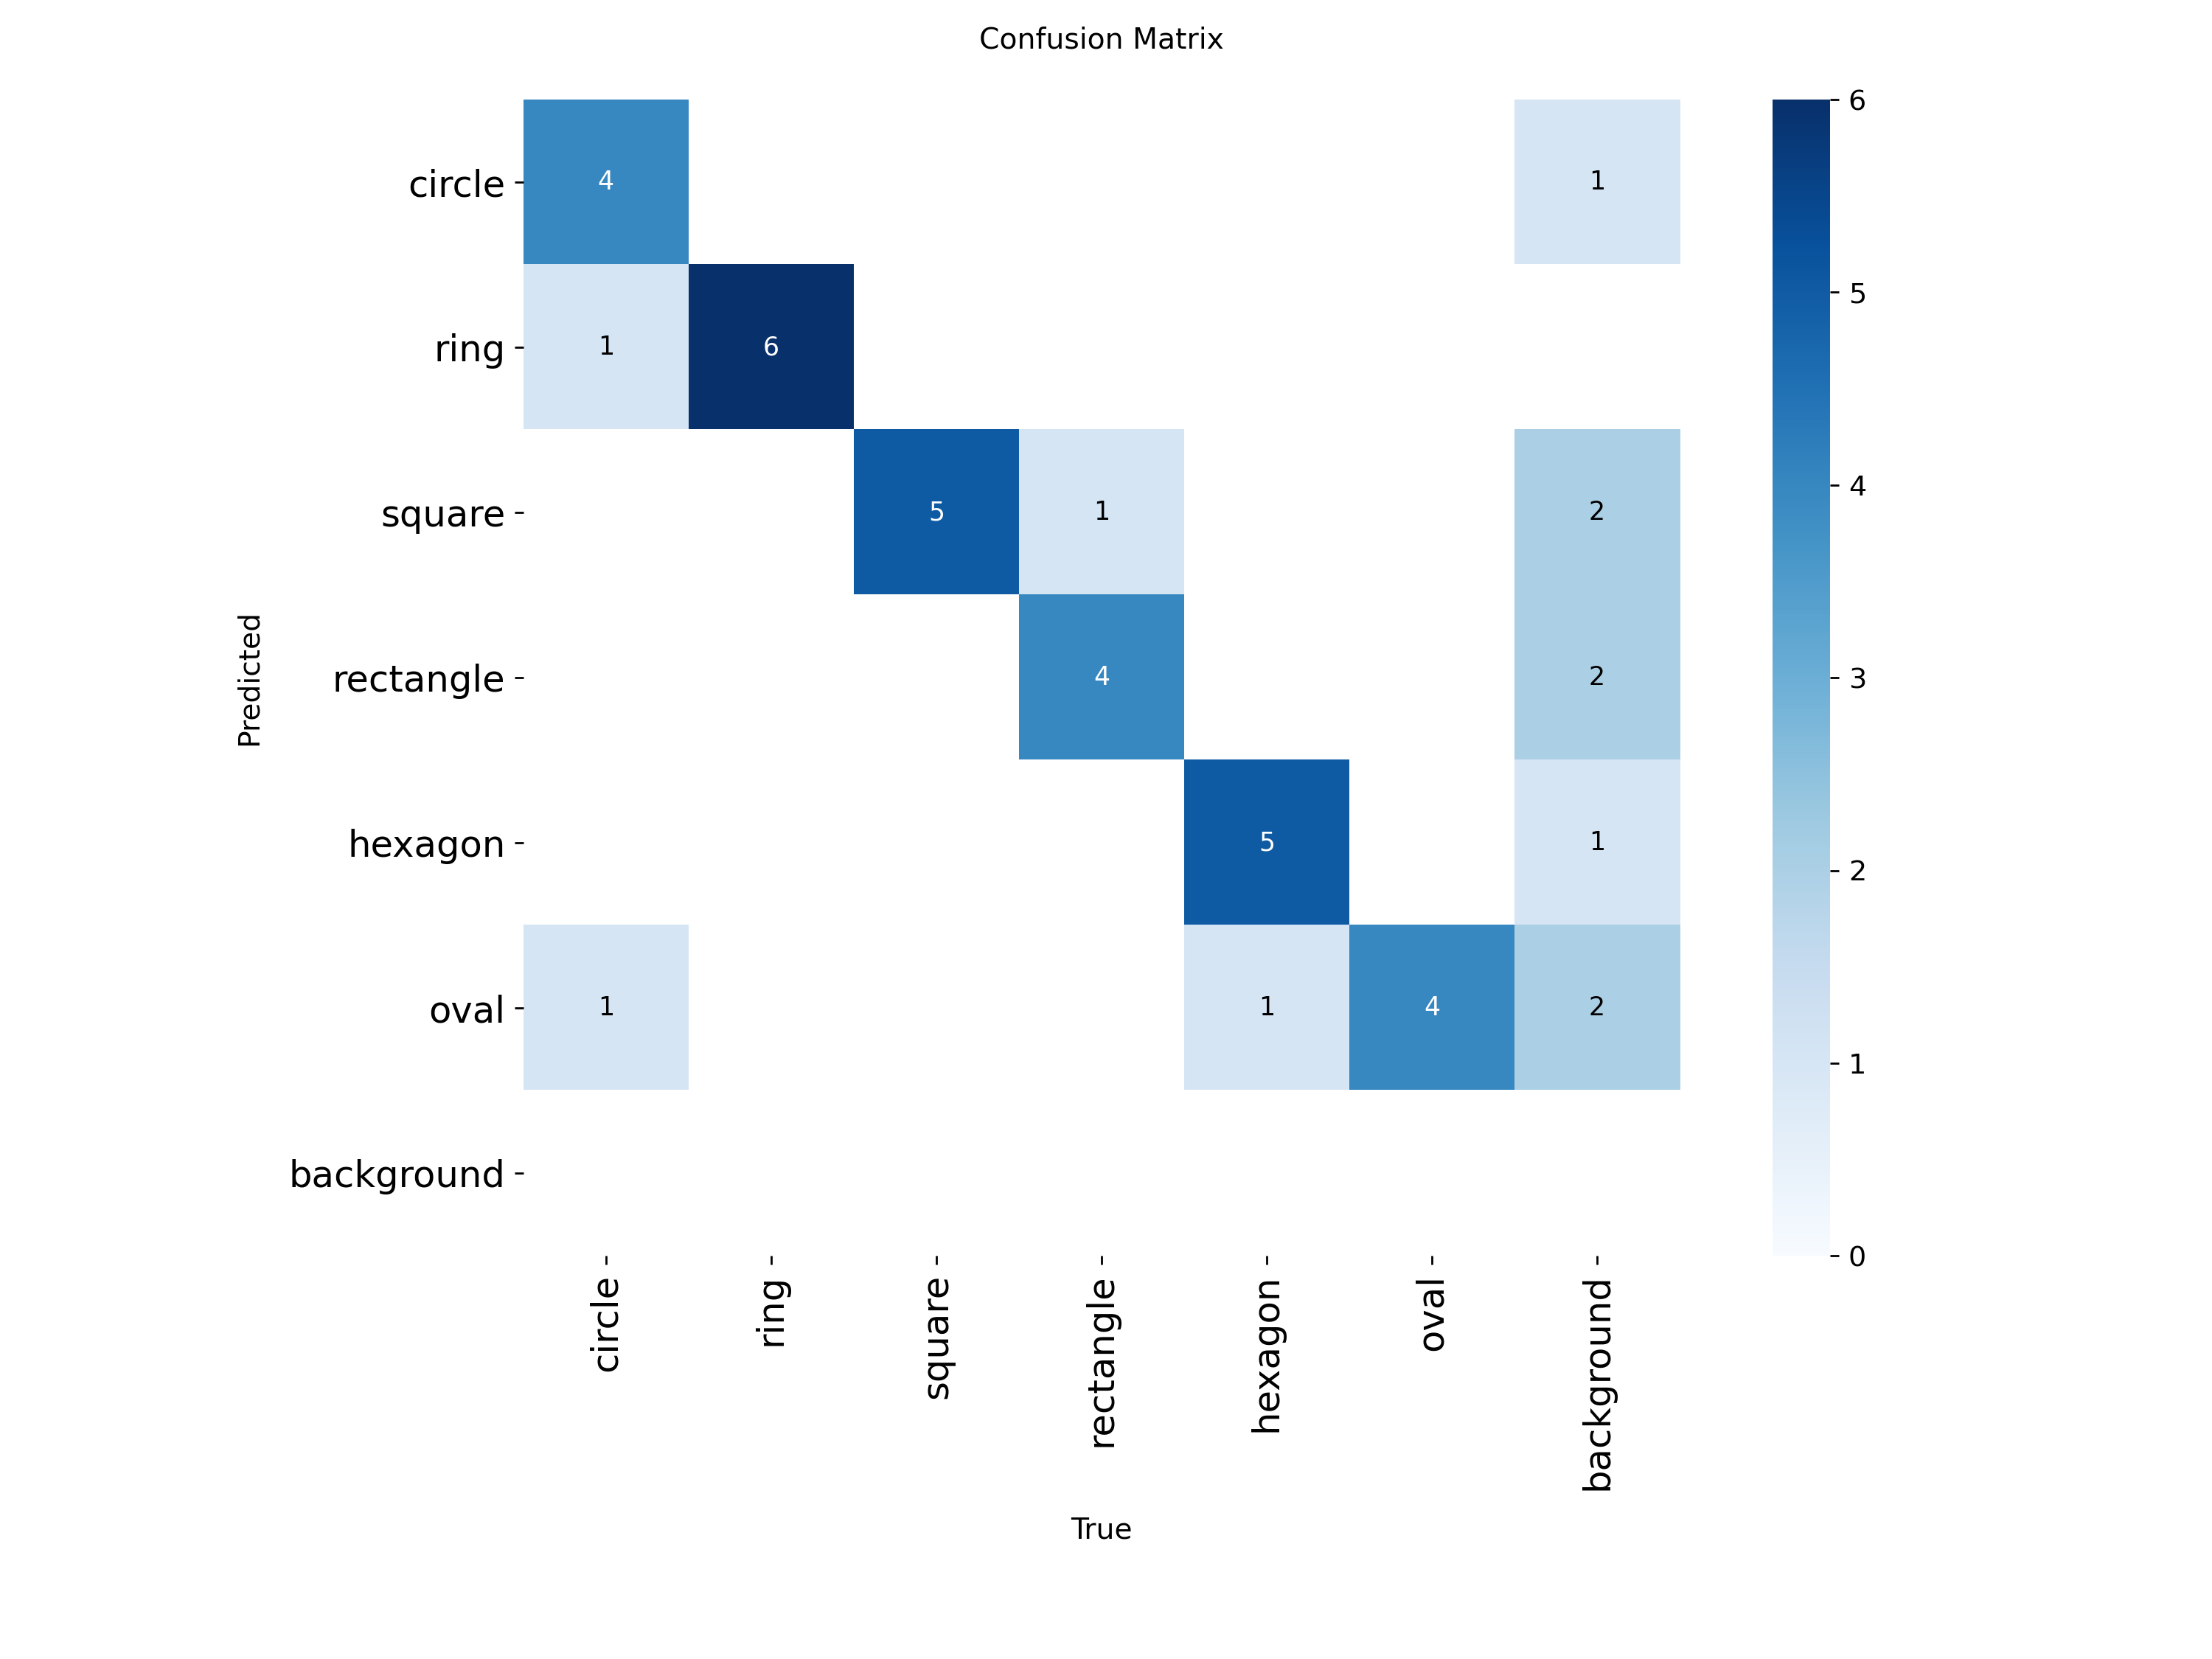 Confusion Matrix
circle 4 1
ring 1 6
square 5 1 2
rectangle 4 2
hexagon 5 1
oval 1 1 4 2
background
circle ring square rectangle hexagon oval background
Predicted
True
6
5
4
3
2
1
0